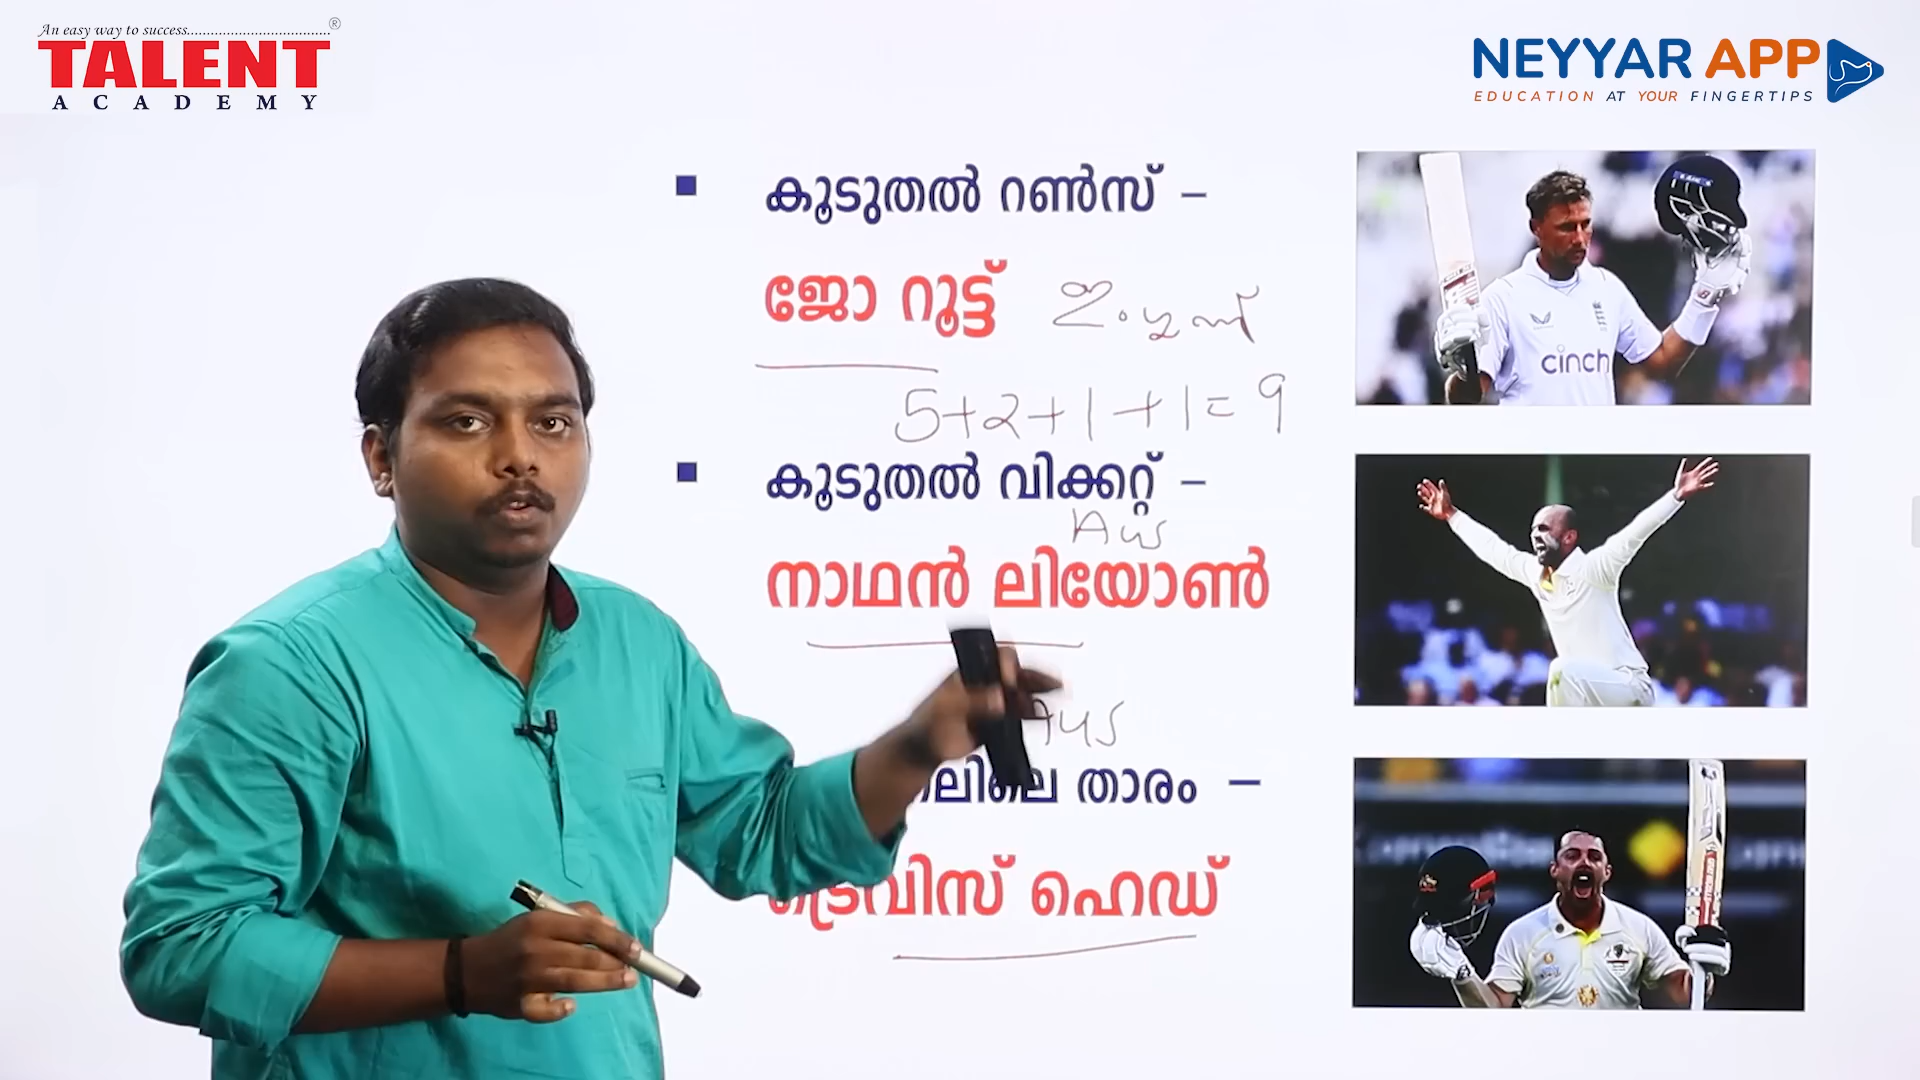 An easy way to success
TALENT
ACADEMY
NEYYAR APP
EDUCATION AT YOUR FINGERTIPS
കൂടുതൽ റൺസ് –
ജോ റൂട്ട്
5+2+1+1=9
കൂടുതൽ വിക്കറ്റ് –
Aus
നാഥൻ ലിയോൺ
Aus
താരം –
ട്രെവിസ് ഹെഡ്
cinch